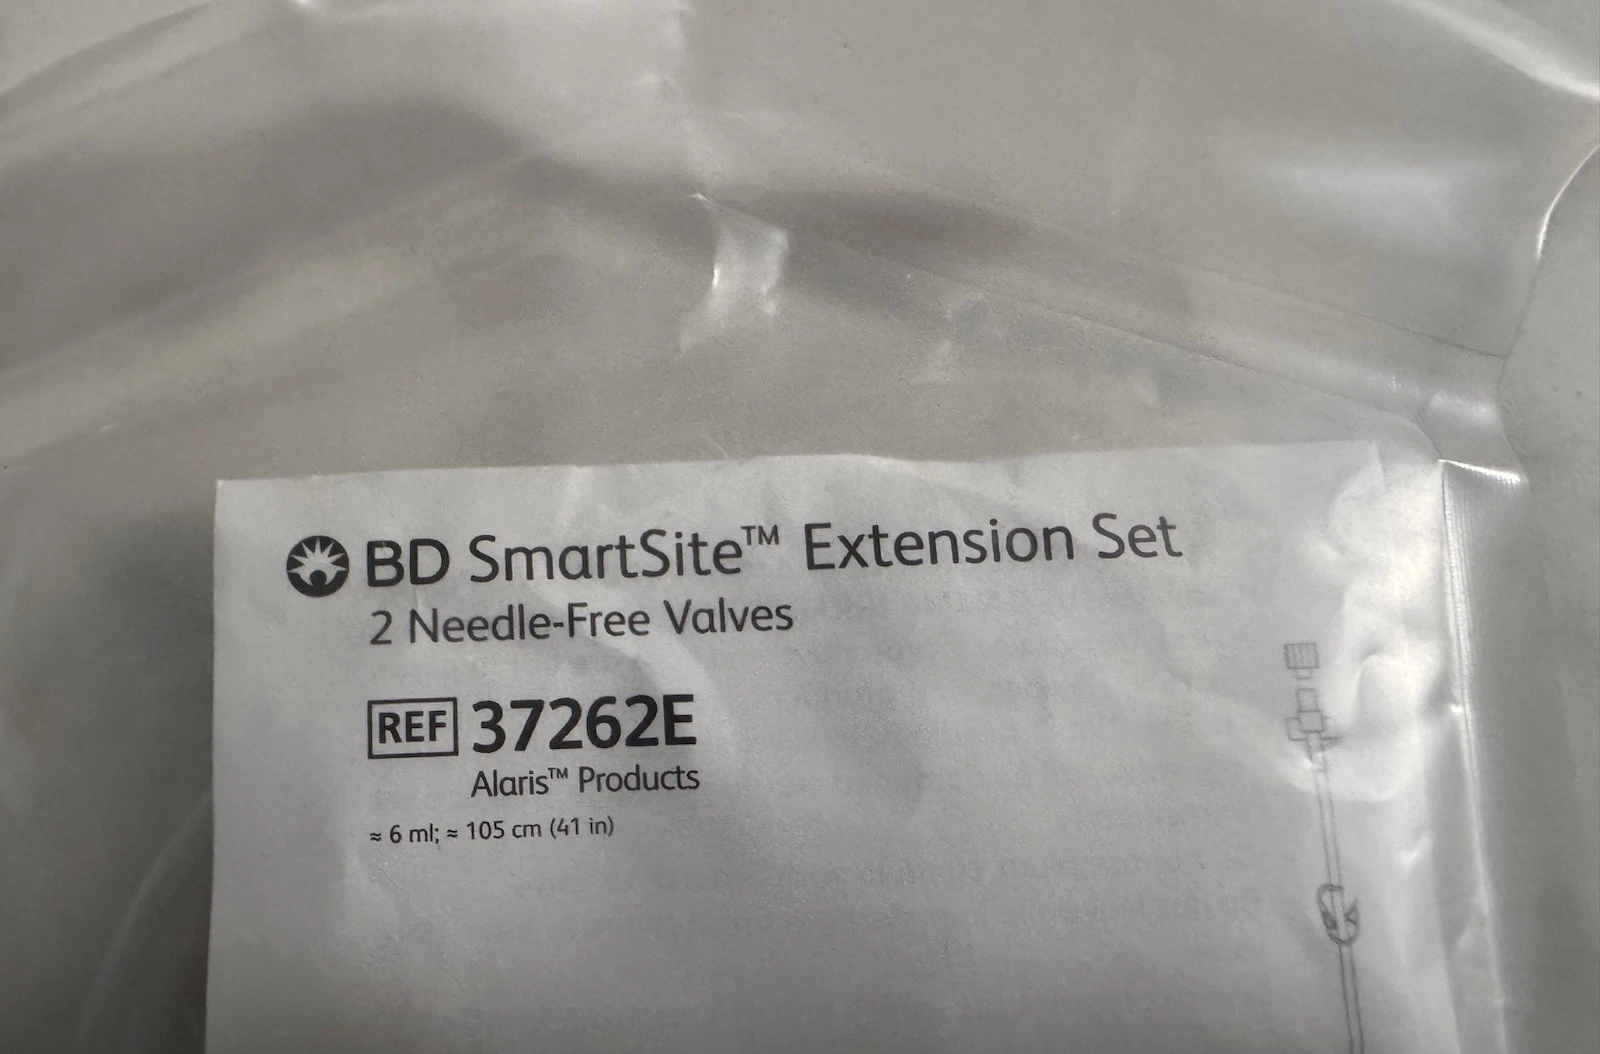 BD SmartSite™ Extension Set
2 Needle-Free Valves
REF 37262E
Alaris™ Products
≈ 6 ml; ≈ 105 cm (41 in)